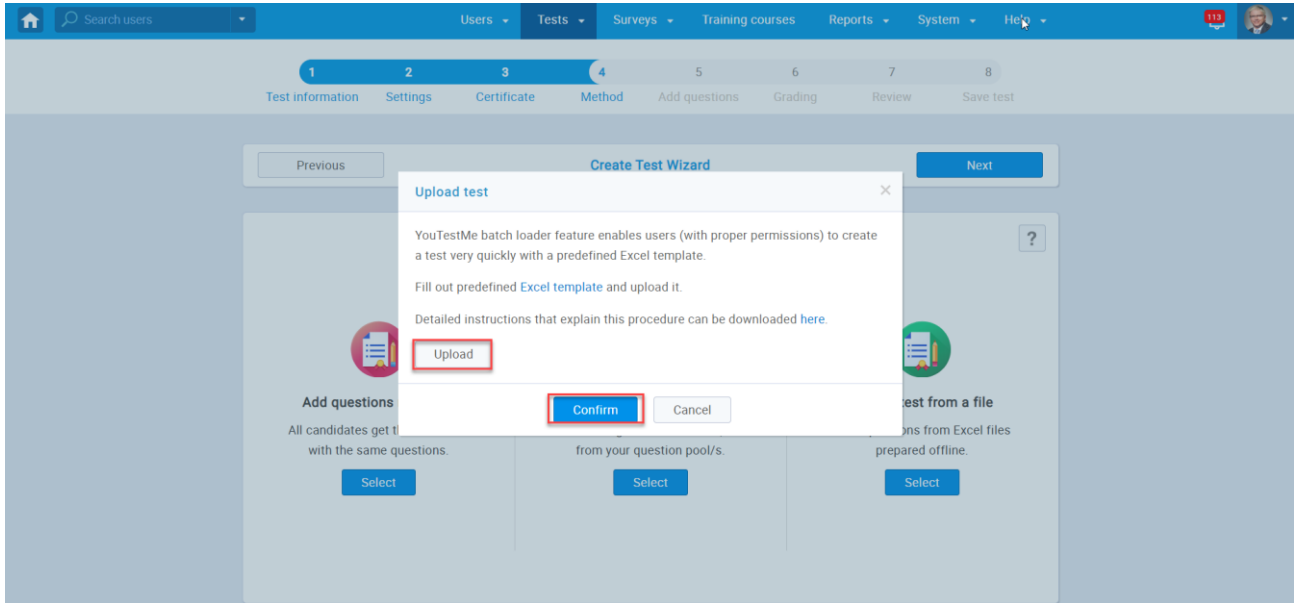 Search users
Users
Tests
Surveys
Training courses
Reports
System
Help
113
1 2 3 4 5 6 7 8
Test information Settings Certificate Method Add questions Grading Review Save test
Previous
Create Test Wizard
Next
Upload test
×
YouTestMe batch loader feature enables users (with proper permissions) to create
a test very quickly with a predefined Excel template.
Fill out predefined Excel template and upload it.
Detailed instructions that explain this procedure can be downloaded here.
Upload
Confirm
Cancel
?
Add questions
All candidates get
with the same questions.
Select
from your question pool/s.
Select
test from a file
from Excel files
prepared offline.
Select